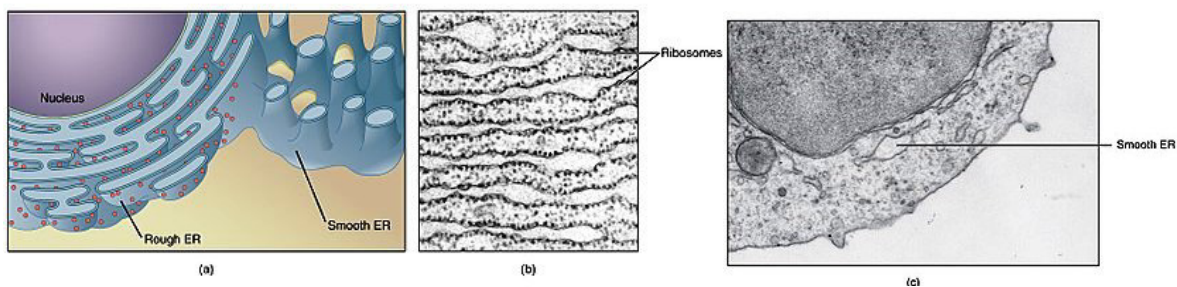 Nucleus
Rough ER
Smooth ER
(a)
Ribosomes
(b)
Smooth ER
(c)